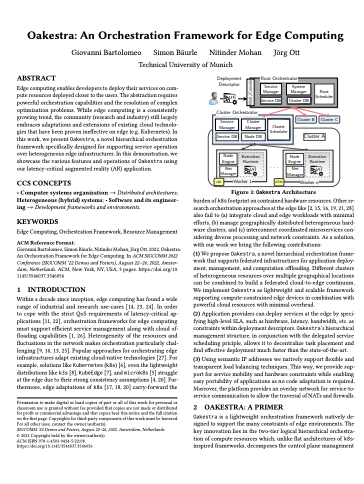 Oakestra: An Orchestration Framework for Edge Computing
Giovanni Bartolomeo Simon Bäurle Nitinder Mohan Jörg Ott
Technical University of Munich
ABSTRACT
Edge computing enables developers to deploy their services on compute resources deployed closer to the users. The abstraction requires
powerful orchestration capabilities and the resolution of complex
optimization problems. While edge computing is a consistently
growing trend, the community (research and industry) still largely
embraces adaptations and extensions of existing cloud technologies that have been proven ineffective on edge (e.g. Kubernetes). In
this work, we present Oakestra, a novel hierarchical orchestration
framework specifically designed for supporting service operation
over heterogeneous edge infrastructures. In this demonstration, we
showcase the various features and operations of Oakestra using
our latency-critical augmented reality (AR) application.
CCS CONCEPTS
• Computer systems organization → Distributed architectures;
Heterogeneous (hybrid) systems; • Software and its engineering → Development frameworks and environments.
KEYWORDS
Edge Computing, Orchestration Framework, Resource Management
ACM Reference Format:
Giovanni Bartolomeo, Simon Bäurle, Nitinder Mohan, Jörg Ott. 2022. Oakestra:
An Orchestration Framework for Edge Computing. In ACM SIGCOMM 2022
Conference (SIGCOMM '22 Demos and Posters), August 22–26, 2022, Amsterdam, Netherlands. ACM, New York, NY, USA, 3 pages. https://doi.org/10.
1145/3546037.3546056
1 INTRODUCTION
Within a decade since inception, edge computing has found a wide
range of industrial and research use-cases [14, 23, 24]. In order
to cope with the strict QoS requirements of latency-critical applications [11, 22], orchestration frameworks for edge computing
must support efficient service management along with cloud offloading capabilities [1, 26]. Heterogeneity of the resources and
fluctuations in the network makes orchestration particularly challenging [9, 10, 13, 25]. Popular approaches for orchestrating edge
infrastructures employ existing cloud-native technologies [27]. For
example, solutions like Kubernetes (k8s) [6], even the lightweight
distributions like k3s [8], KubeEdge [7], and microk8s [5] struggle
at the edge due to their strong consistency assumptions [4, 20]. Furthermore, edge adaptations of k8s [17, 18, 20] carry-forward the
Permission to make digital or hard copies of part or all of this work for personal or
classroom use is granted without fee provided that copies are not made or distributed
for profit or commercial advantage and that copies bear this notice and the full citation
on the first page. Copyrights for third-party components of this work must be honored.
For all other uses, contact the owner/author(s).
SIGCOMM '22 Demos and Posters, August 22–26, 2022, Amsterdam, Netherlands
© 2022 Copyright held by the owner/author(s).
ACM ISBN 978-1-4503-9434-5/22/08.
https://doi.org/10.1145/3546037.3546056
Deployment
Descriptor
Root Orchestrator
Service
Manager
System
Manager
Root
Scheduler
Service DB
Cluster DB
Cluster Orchestrator
Service
Manager
Cluster
Manager
Cluster
Scheduler
Service DB
Node DB
Cluster B
Cluster C
Cluster A
Node
Engine
Execution
Runtime
Net
Manager
Node
Engine
Execution
Runtime
Net
Manager
Figure 1: Oakestra Architecture
burden of k8s footprint on constrained hardware resources. Other research orchestration approaches at the edge like [2, 15, 16, 19, 21, 28]
also fail to (a) integrate cloud and edge workloads with minimal
efforts, (b) manage geographically distributed heterogeneous hardware clusters, and (c) interconnect coordinated microservices considering diverse processing and network constraints. As a solution,
with our work we bring the following contributions:
(1) We propose Oakestra, a novel hierarchical orchestration framework that supports federated infrastructures for application deployment, management, and computation offloading. Different clusters
of heterogeneous resources over multiple geographical locations
can be combined to build a federated cloud-to-edge continuum.
We implement Oakestra as lightweight and scalable framework
supporting compute-constrained edge devices in combination with
powerful cloud resources with minimal overhead.
(2) Application providers can deploy services at the edge by specifying high-level SLA, such as hardware, latency, bandwidth, etc. as
constraints within deployment descriptors. Oakestra's hierarchical
management structure, in conjunction with the delegated service
scheduling priciple, allows it to decentralize task placement and
find effective deployment much faster than the state-of-the-art.
(3) Using semantic IP addresses we natively support flexible and
transparent load balancing techniques. This way, we provide support for service mobility and hardware constraints while enabling
easy portability of applications as no code adaptation is required.
Moreover, the platform provides an overlay network for service-to-service communication to allow the traversal of NATs and firewalls.
2 OAKESTRA: A PRIMER
Oakestra is a lightweight orchestration framework natively designed to support the many constraints of edge environments. The
key innovation lies in the two-tier logical hierarchical orchestration of compute resources which, unlike flat architectures of k8s-inspired frameworks, decomposes the control plane management